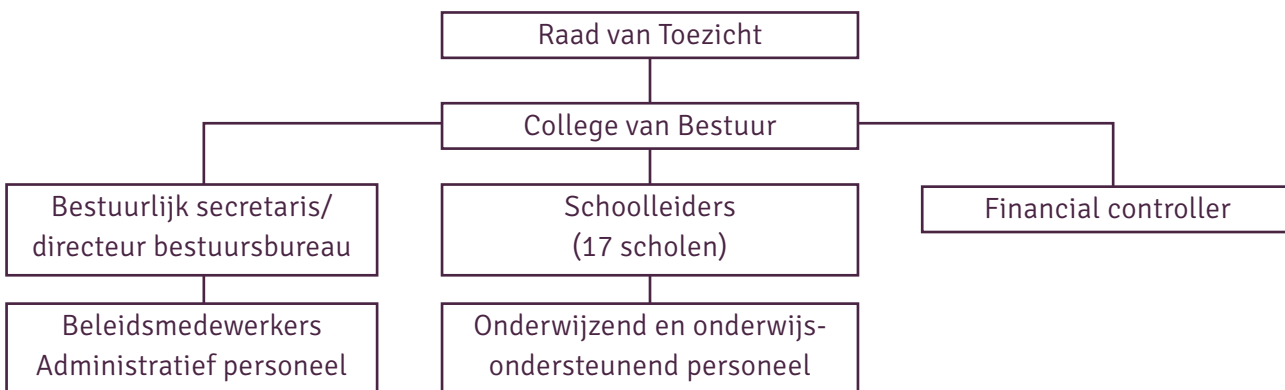 Raad van Toezicht
College van Bestuur
Bestuurlijk secretaris/
directeur bestuursbureau
Schoolleiders
(17 scholen)
Financial controller
Beleidsmedewerkers
Administratief personeel
Onderwijzend en onderwijs-
ondersteunend personeel